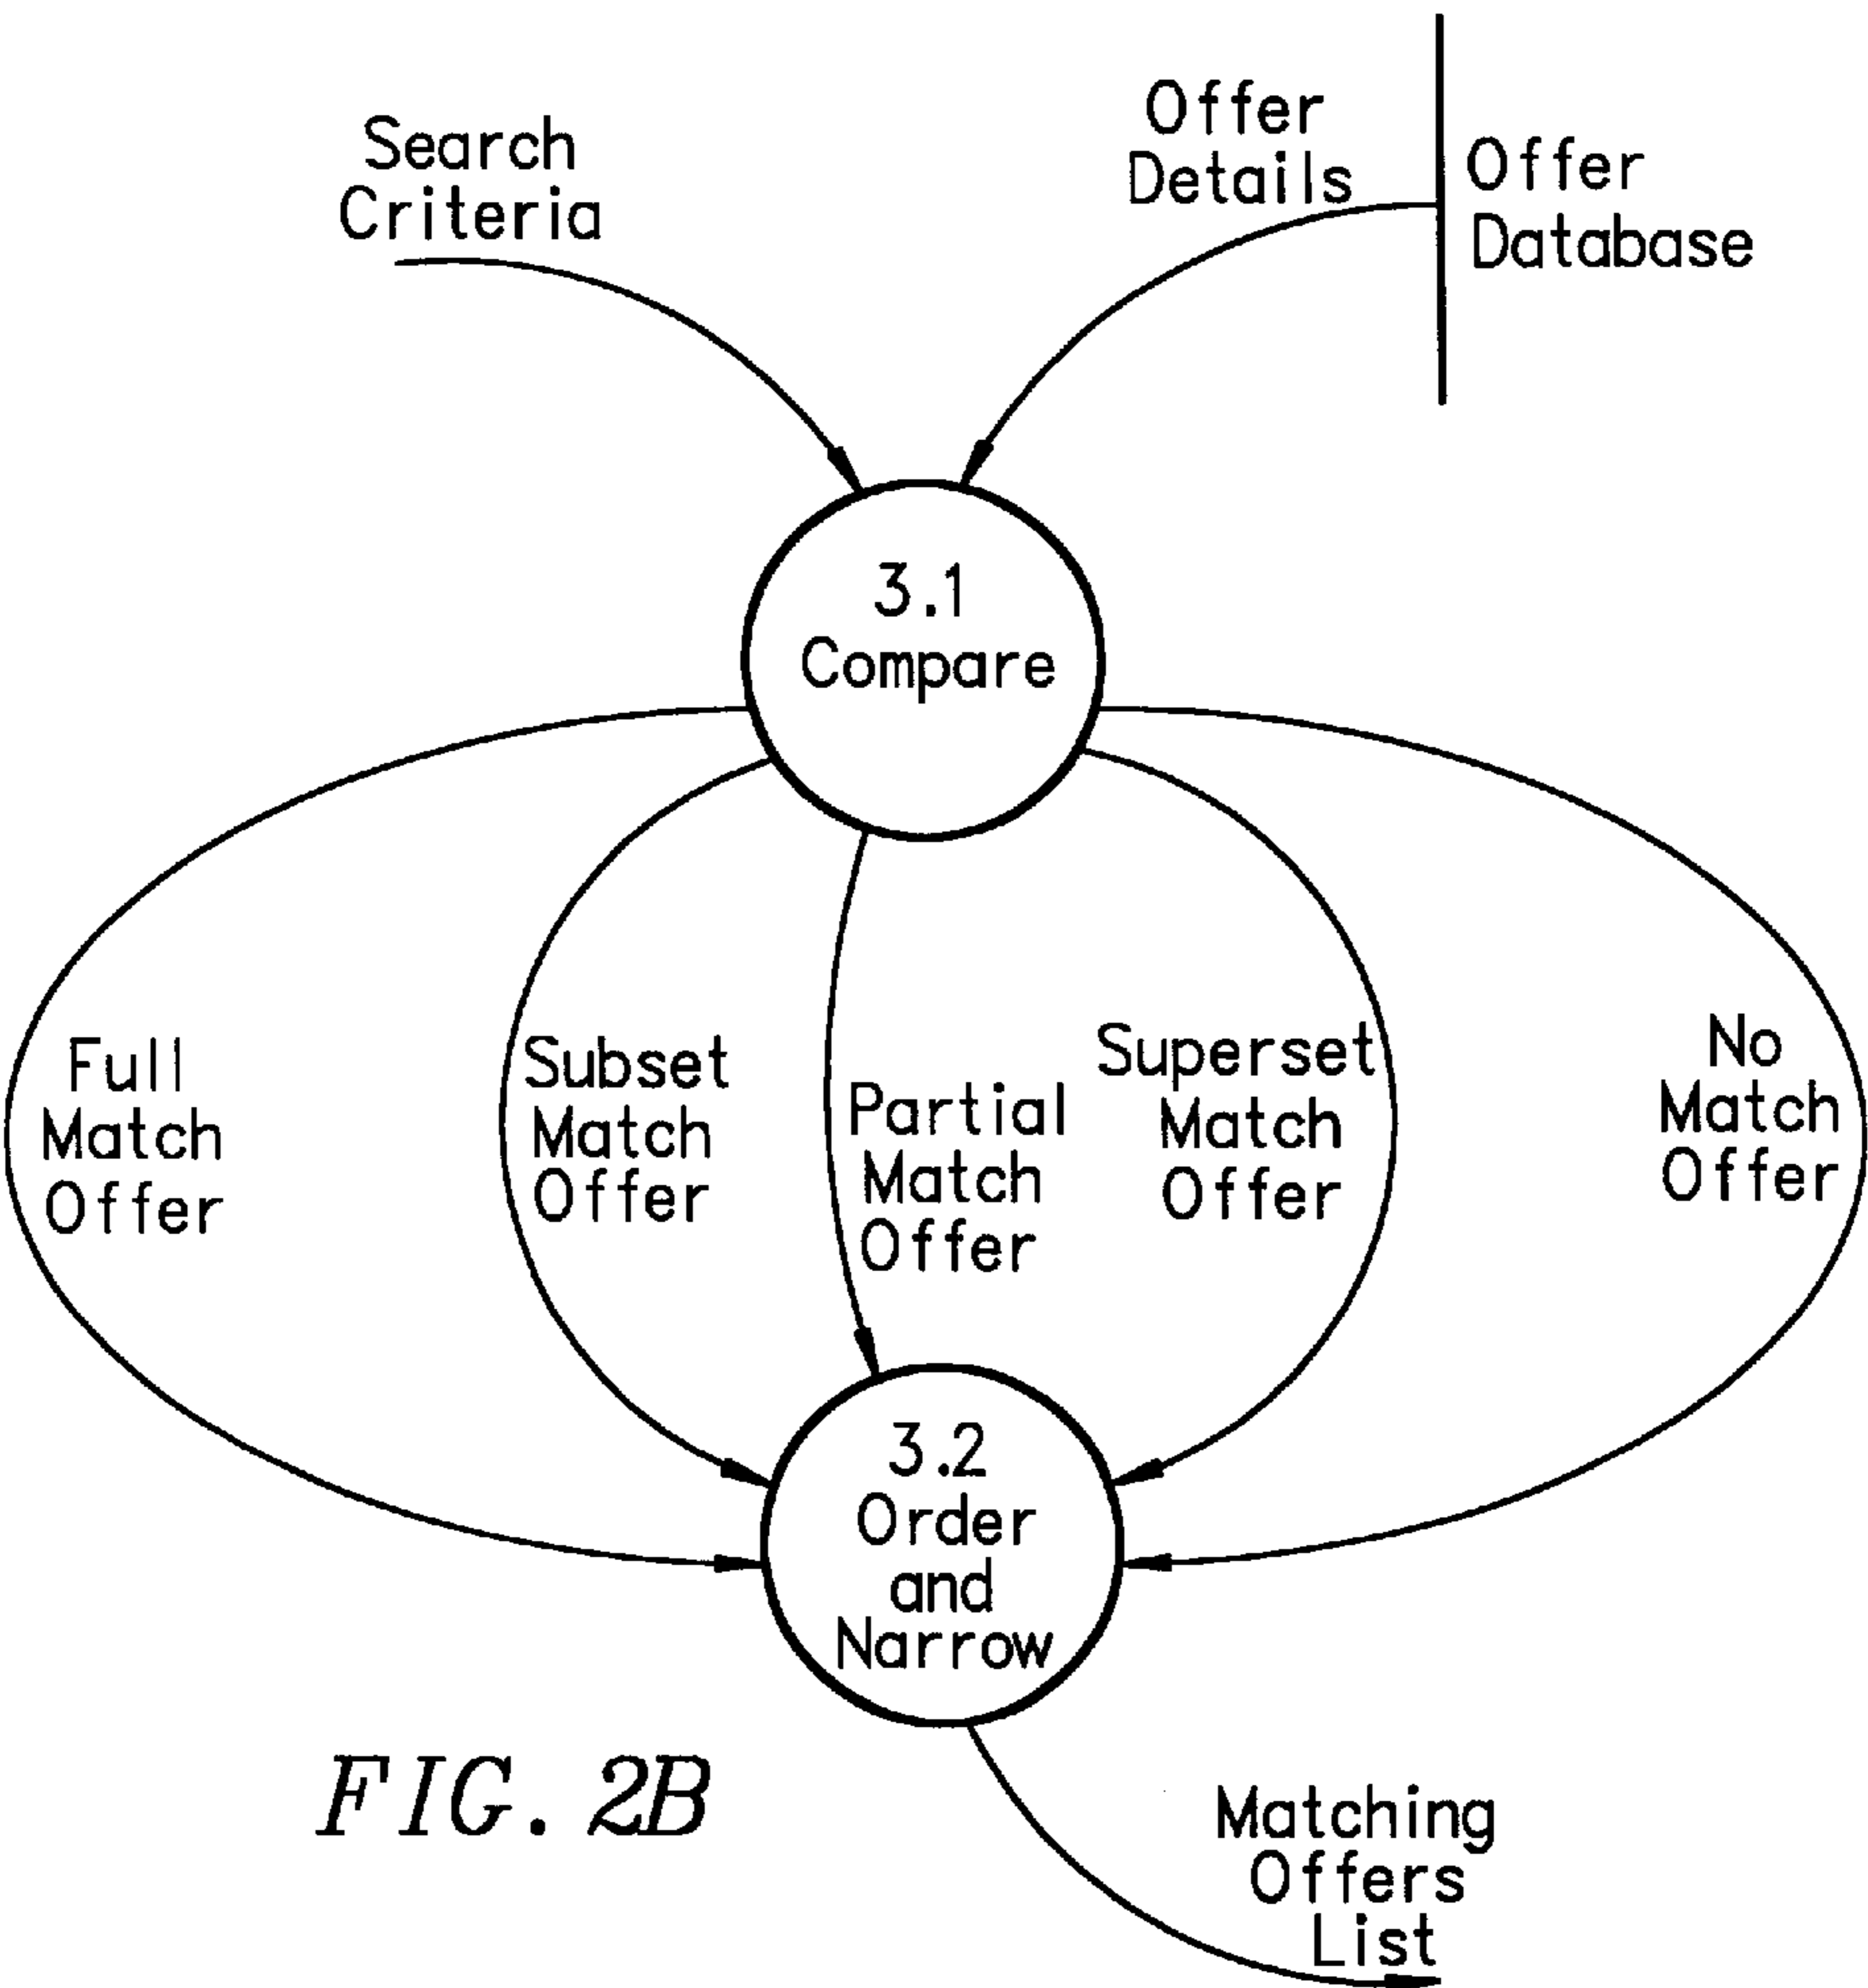 Search
Criteria
Offer
Details
Offer
Database
3.1
Compare
Full
Match
Offer
Subset
Match
Offer
Partial
Match
Offer
Superset
Match
Offer
No
Match
Offer
3.2
Order
and
Narrow
FIG. 2B
Matching
Offers
List